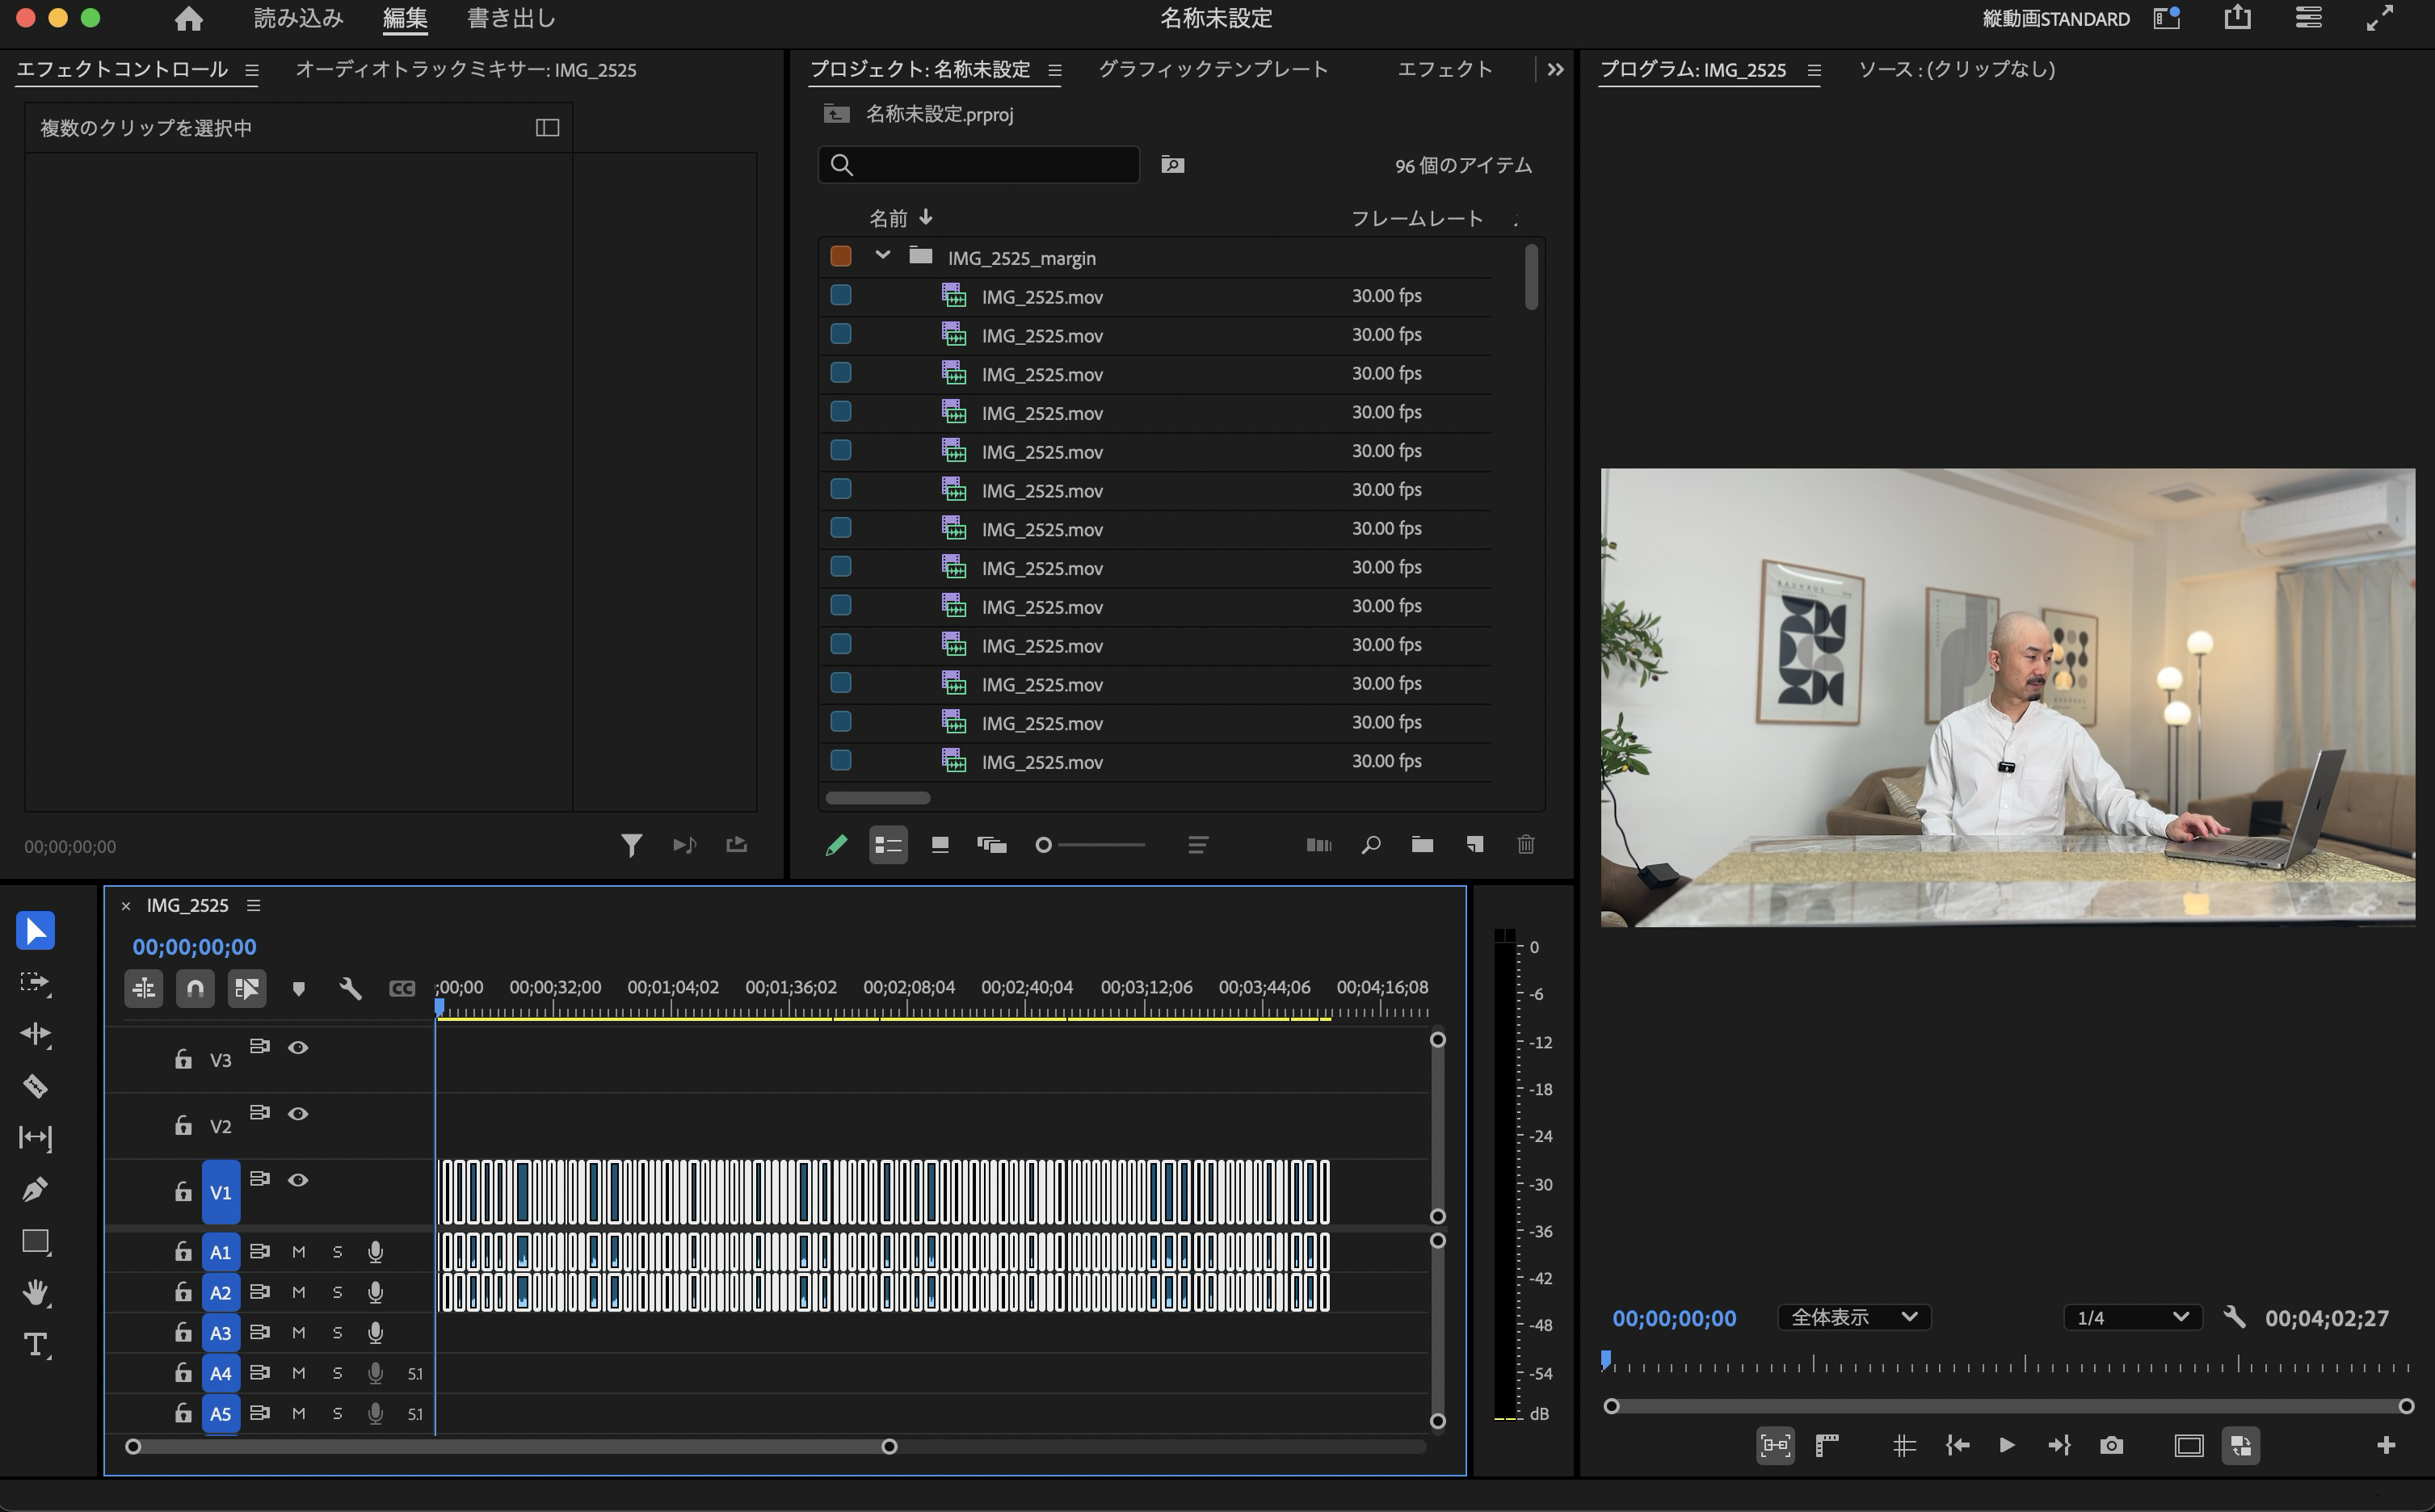 読み込み
編集
書き出し
名称未設定
縦動画STANDARD
エフェクトコントロール
オーディオトラックミキサー: IMG_2525
複数のクリップを選択中
00;00;00;00
プロジェクト: 名称未設定
グラフィックテンプレート
エフェクト
名称未設定.prproj
96 個のアイテム
名前
フレームレート
IMG_2525_margin
IMG_2525.mov 30.00 fps
IMG_2525.mov 30.00 fps
IMG_2525.mov 30.00 fps
IMG_2525.mov 30.00 fps
IMG_2525.mov 30.00 fps
IMG_2525.mov 30.00 fps
IMG_2525.mov 30.00 fps
IMG_2525.mov 30.00 fps
IMG_2525.mov 30.00 fps
IMG_2525.mov 30.00 fps
IMG_2525.mov 30.00 fps
IMG_2525.mov 30.00 fps
IMG_2525.mov 30.00 fps
プログラム: IMG_2525
ソース : (クリップなし)
BAUHAUS
00;00;00;00
全体表示
1/4
00;04;02;27
IMG_2525
00;00;00;00
CC
;00;00 00;00;32;00 00;01;04;02 00;01;36;02 00;02;08;04 00;02;40;04 00;03;12;06 00;03;44;06 00;04;16;08
V3
V2
V1
A1 M S
A2 M S
A3 M S
A4 M S 5.1
A5 M S 5.1
0
-6
-12
-18
-24
-30
-36
-42
-48
-54
dB